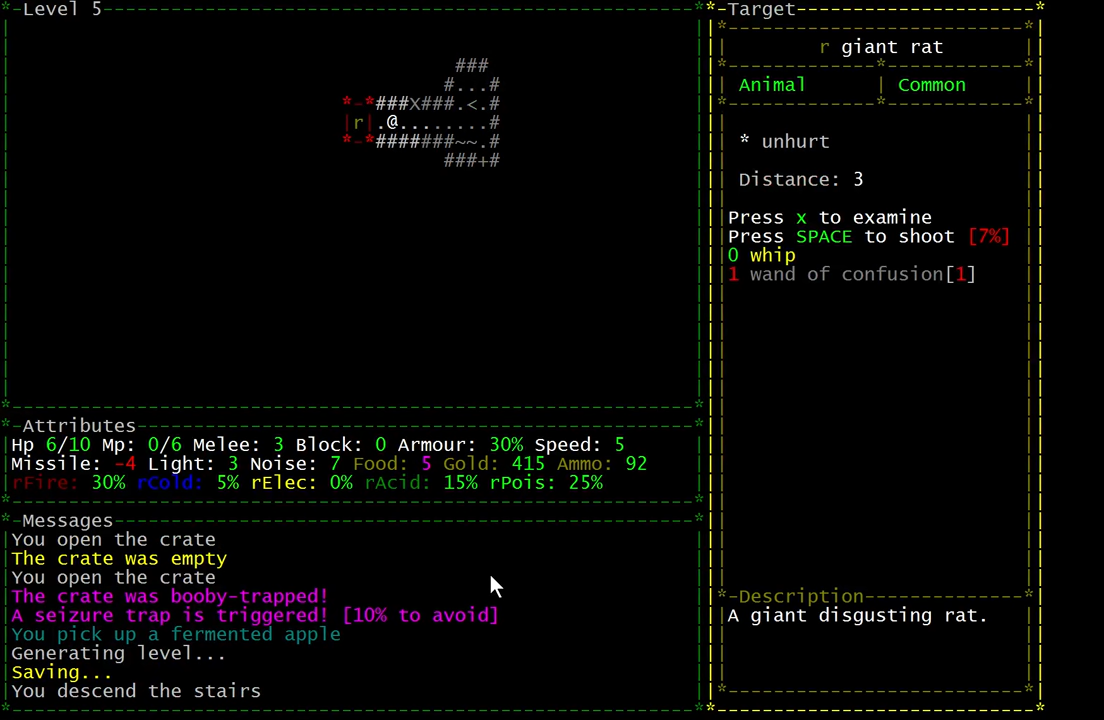 Level 5
Target
r giant rat
Animal | Common
* unhurt
Distance: 3
Press x to examine
Press SPACE to shoot [7%]
0 whip
1 wand of confusion[1]
###
#...#
*-*###x###.<.#
|r|.@........#
*-*#######~~.#
###+#
Attributes
Hp 6/10 Mp: 0/6 Melee: 3 Block: 0 Armour: 30% Speed: 5
Missile: -4 Light: 3 Noise: 7 Food: 5 Gold: 415 Ammo: 92
rFire: 30% rCold: 5% rElec: 0% rAcid: 15% rPois: 25%
Messages
You open the crate
The crate was empty
You open the crate
The crate was booby-trapped!
A seizure trap is triggered! [10% to avoid]
You pick up a fermented apple
Generating level...
Saving...
You descend the stairs
Description
A giant disgusting rat.